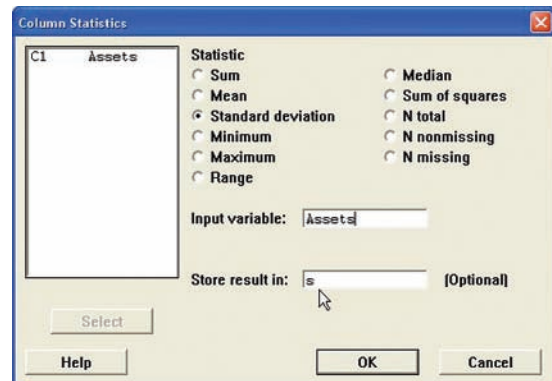 Column Statistics
C1 Assets
Statistic
Sum
Mean
Standard deviation
Minimum
Maximum
Range
Median
Sum of squares
N total
N nonmissing
N missing
Input variable: Assets
Store result in: s (Optional)
Select
Help OK Cancel